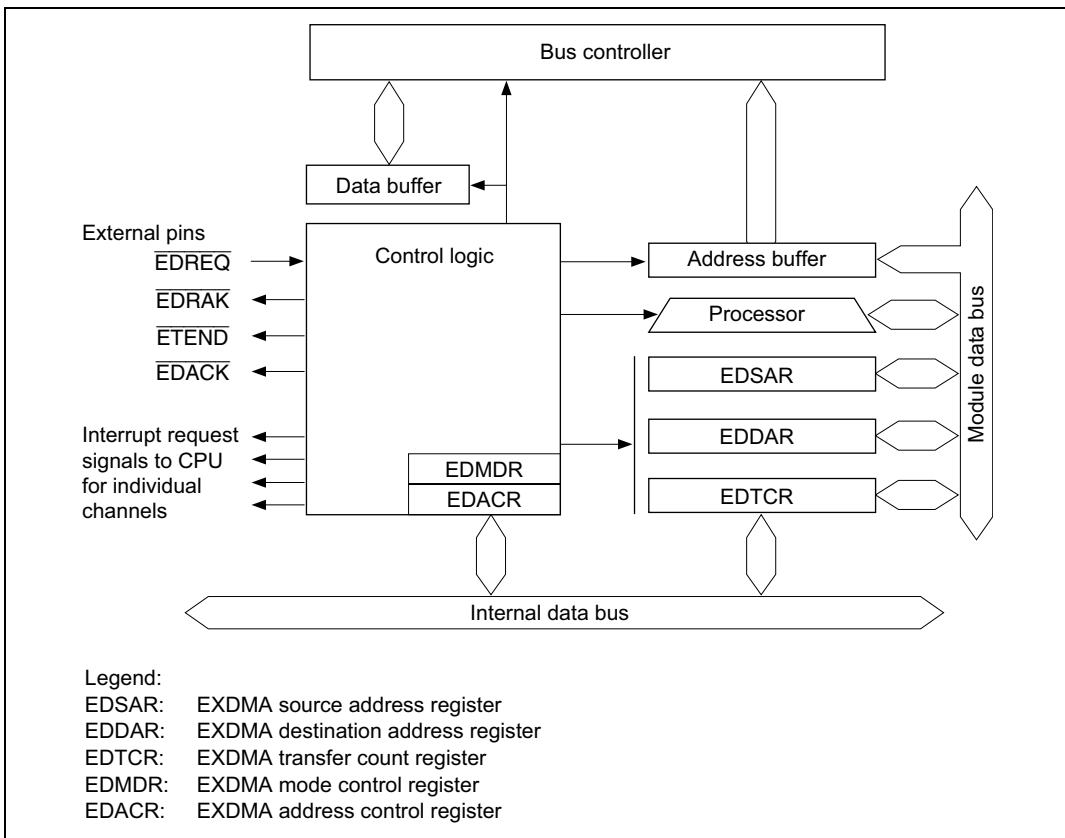 Bus controller
Data buffer
External pins
EDREQ
EDRAK
ETEND
EDACK
Interrupt request
signals to CPU
for individual
channels
Control logic
EDMDR
EDACR
Address buffer
Processor
EDSAR
EDDAR
EDTCR
Module data bus
Internal data bus
Legend:
EDSAR: EXDMA source address register
EDDAR: EXDMA destination address register
EDTCR: EXDMA transfer count register
EDMDR: EXDMA mode control register
EDACR: EXDMA address control register